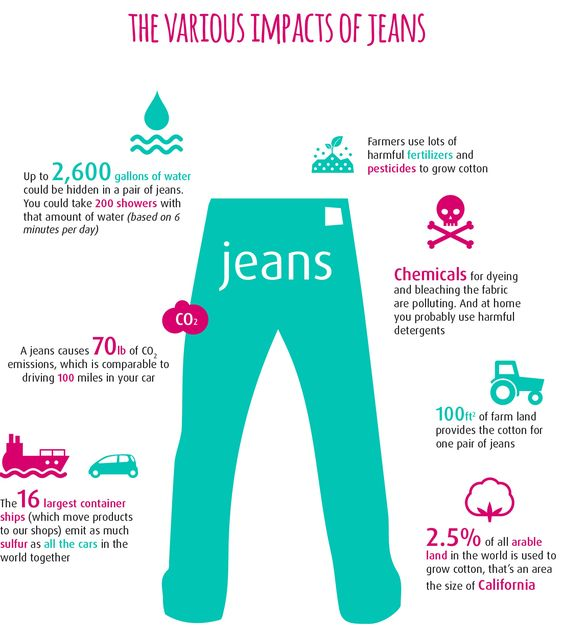 THE VARIOUS IMPACTS OF JEANS
Up to 2,600 gallons of water
could be hidden in a pair of jeans.
You could take 200 showers with
that amount of water (based on 6
minutes per day)
Farmers use lots of
harmful fertilizers and
pesticides to grow cotton
jeans
Chemicals for dyeing
and bleaching the fabric
are polluting. And at home
you probably use harmful
detergents
CO2
A jeans causes 70lb of CO2
emissions, which is comparable to
driving 100 miles in your car
100ft² of farm land
provides the cotton for
one pair of jeans
The 16 largest container
ships (which move products
to our shops) emit as much
sulfur as all the cars in the
world together
2.5% of all arable
land in the world is used to
grow cotton, that's an area
the size of California